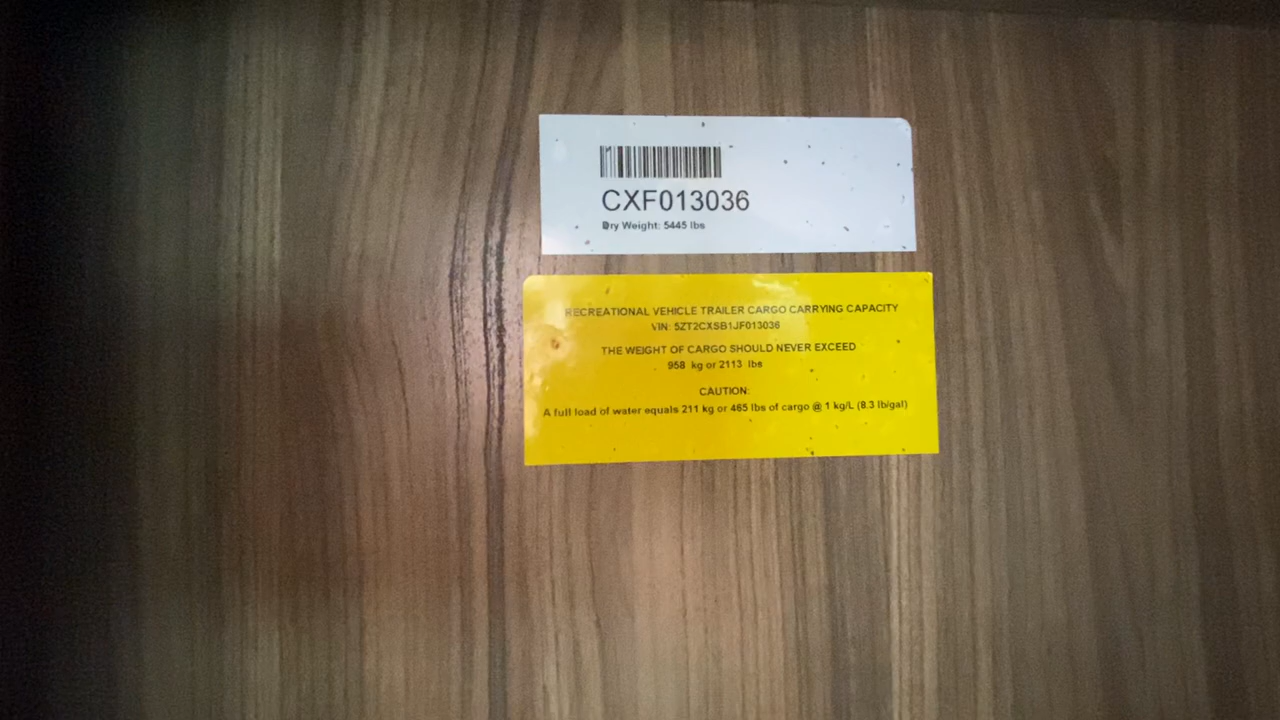 CXF013036
Dry Weight: 5445 lbs
RECREATIONAL VEHICLE TRAILER CARGO CARRYING CAPACITY
VIN: 5ZT2CXSB1JF013036
THE WEIGHT OF CARGO SHOULD NEVER EXCEED
958 kg or 2113 lbs
CAUTION:
A full load of water equals 211 kg or 465 lbs of cargo @ 1 kg/L (8.3 lb/gal)